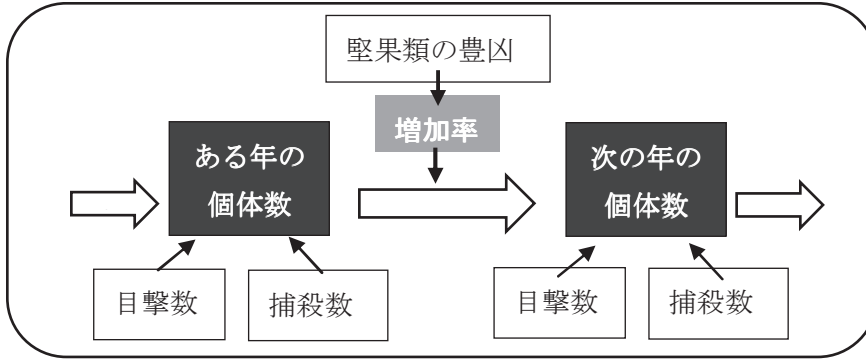 堅果類の豊凶
増加率
ある年の
個体数
次の年の
個体数
目撃数
捕殺数
目撃数
捕殺数